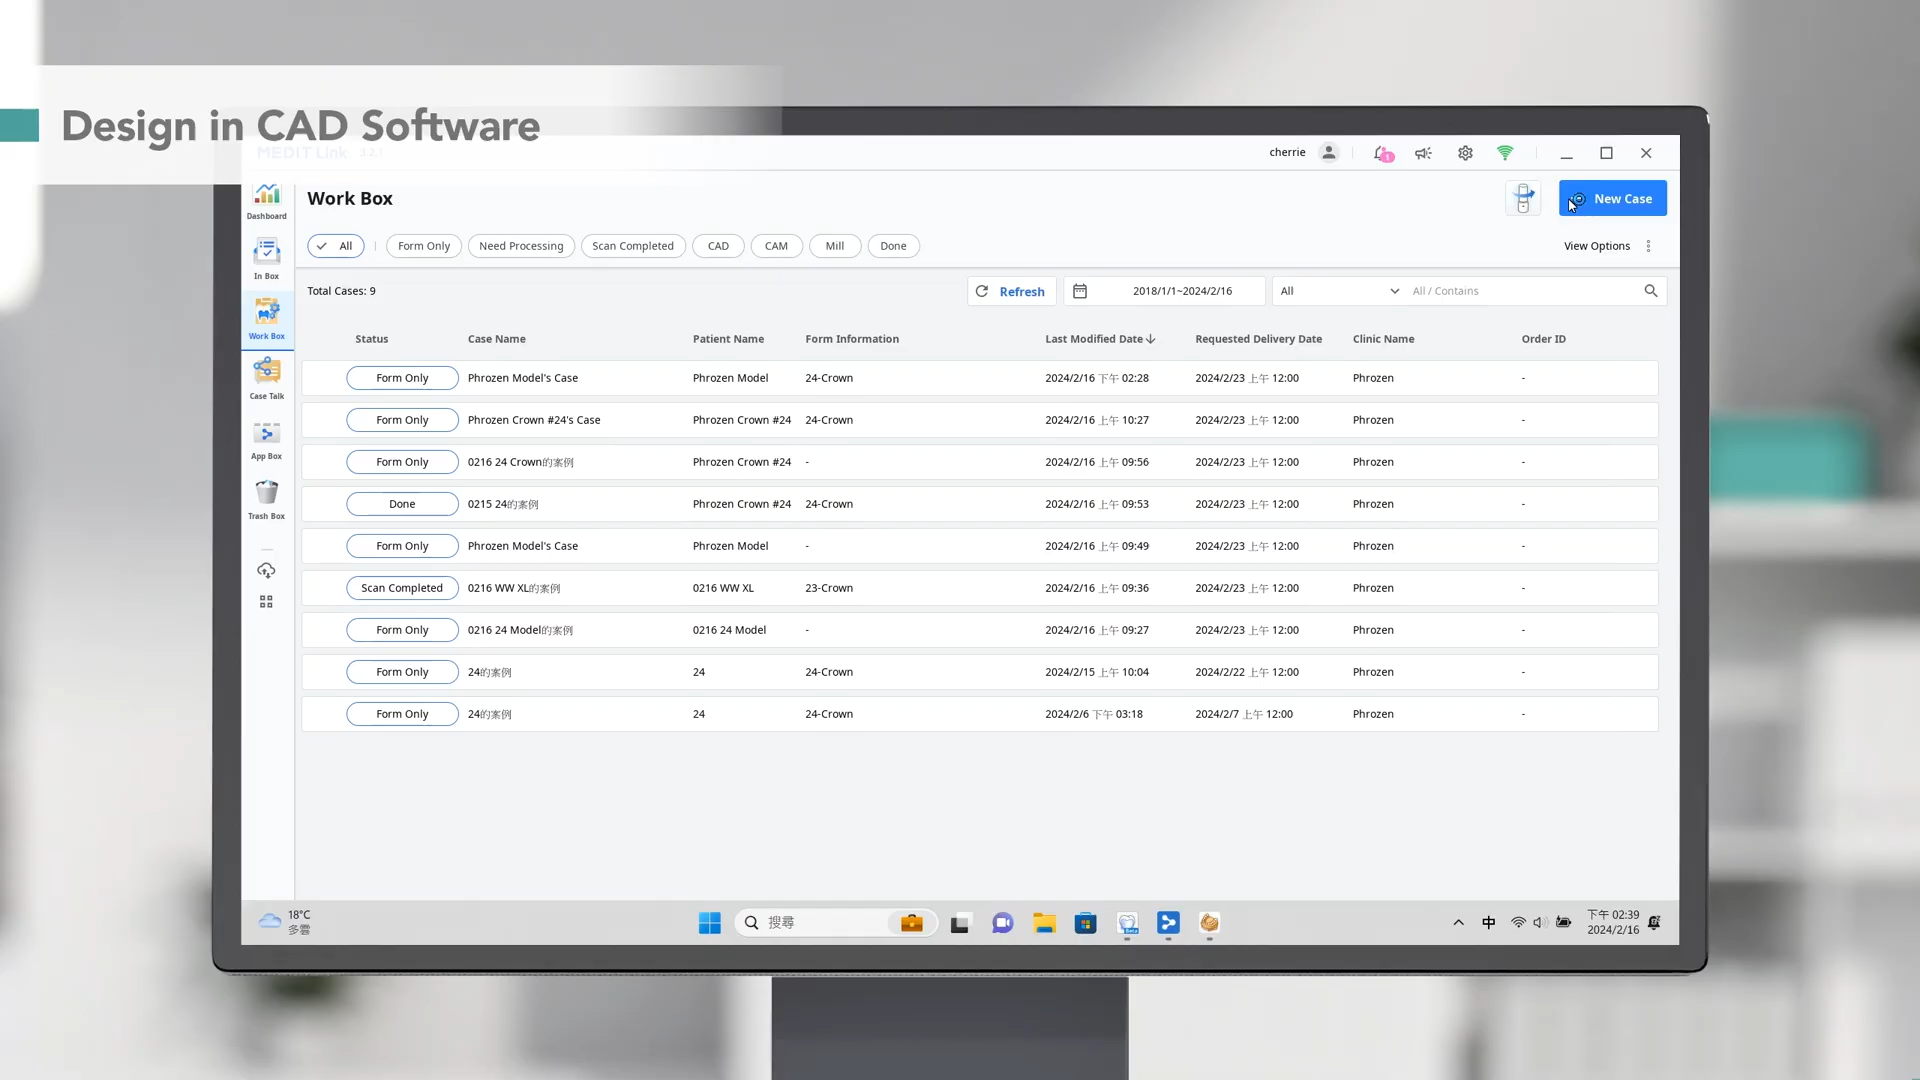 Design in CAD Software
MEDIT Link
cherrie
1
Work Box
New Case
All
Form Only
Need Processing
Scan Completed
CAD
CAM
Mill
Done
View Options
Total Cases: 9
Refresh
2018/1/1~2024/2/16
All
All / Contains
Dashboard
In Box
Work Box
Case Talk
App Box
Trash Box
Status Case Name Patient Name Form Information Last Modified Date Requested Delivery Date Clinic Name Order ID
Form Only Phrozen Model's Case Phrozen Model 24-Crown 2024/2/16 下午 02:28 2024/2/23 上午 12:00 Phrozen -
Form Only Phrozen Crown #24's Case Phrozen Crown #24 24-Crown 2024/2/16 上午 10:27 2024/2/23 上午 12:00 Phrozen -
Form Only 0216 24 Crown的案例 Phrozen Crown #24 - 2024/2/16 上午 09:56 2024/2/23 上午 12:00 Phrozen -
Done 0215 24的案例 Phrozen Crown #24 24-Crown 2024/2/16 上午 09:53 2024/2/23 上午 12:00 Phrozen -
Form Only Phrozen Model's Case Phrozen Model - 2024/2/16 上午 09:49 2024/2/23 上午 12:00 Phrozen -
Scan Completed 0216 WW XL的案例 0216 WW XL 23-Crown 2024/2/16 上午 09:36 2024/2/23 上午 12:00 Phrozen -
Form Only 0216 24 Model的案例 0216 24 Model - 2024/2/16 上午 09:27 2024/2/23 上午 12:00 Phrozen -
Form Only 24的案例 24 24-Crown 2024/2/15 上午 10:04 2024/2/22 上午 12:00 Phrozen -
Form Only 24的案例 24 24-Crown 2024/2/6 下午 03:18 2024/2/7 上午 12:00 Phrozen -
18°C
多雲
搜尋
Beta
中
下午 02:39
2024/2/16